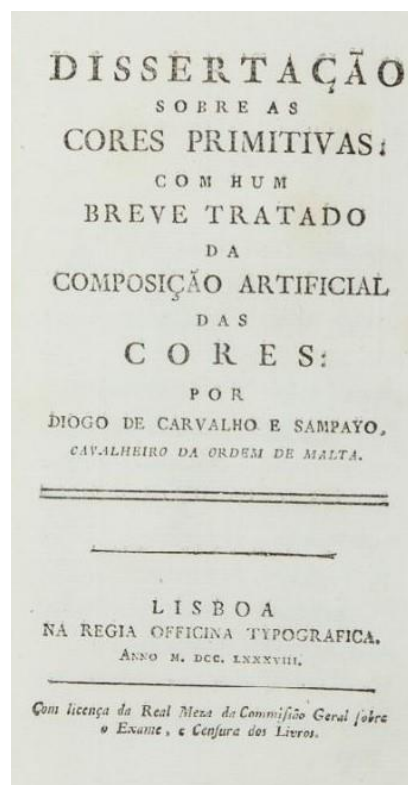 DISSERTAÇÃO
SOBRE AS
CORES PRIMITIVAS:
COM HUM
BREVE TRATADO
DA
COMPOSIÇÃO ARTIFICIAL
DAS
CORES:
POR
DIOGO DE CARVALHO E SAMPAYO,
CAVALHEIRO DA ORDEM DE MALTA.
LISBOA
NA REGIA OFFICINA TYPOGRAFICA.
ANNO M. DCC. LXXXVIII.
Com licença da Real Meza da Commiſsão Geral ſobre
o Exame, e Cenſura dos Livros.